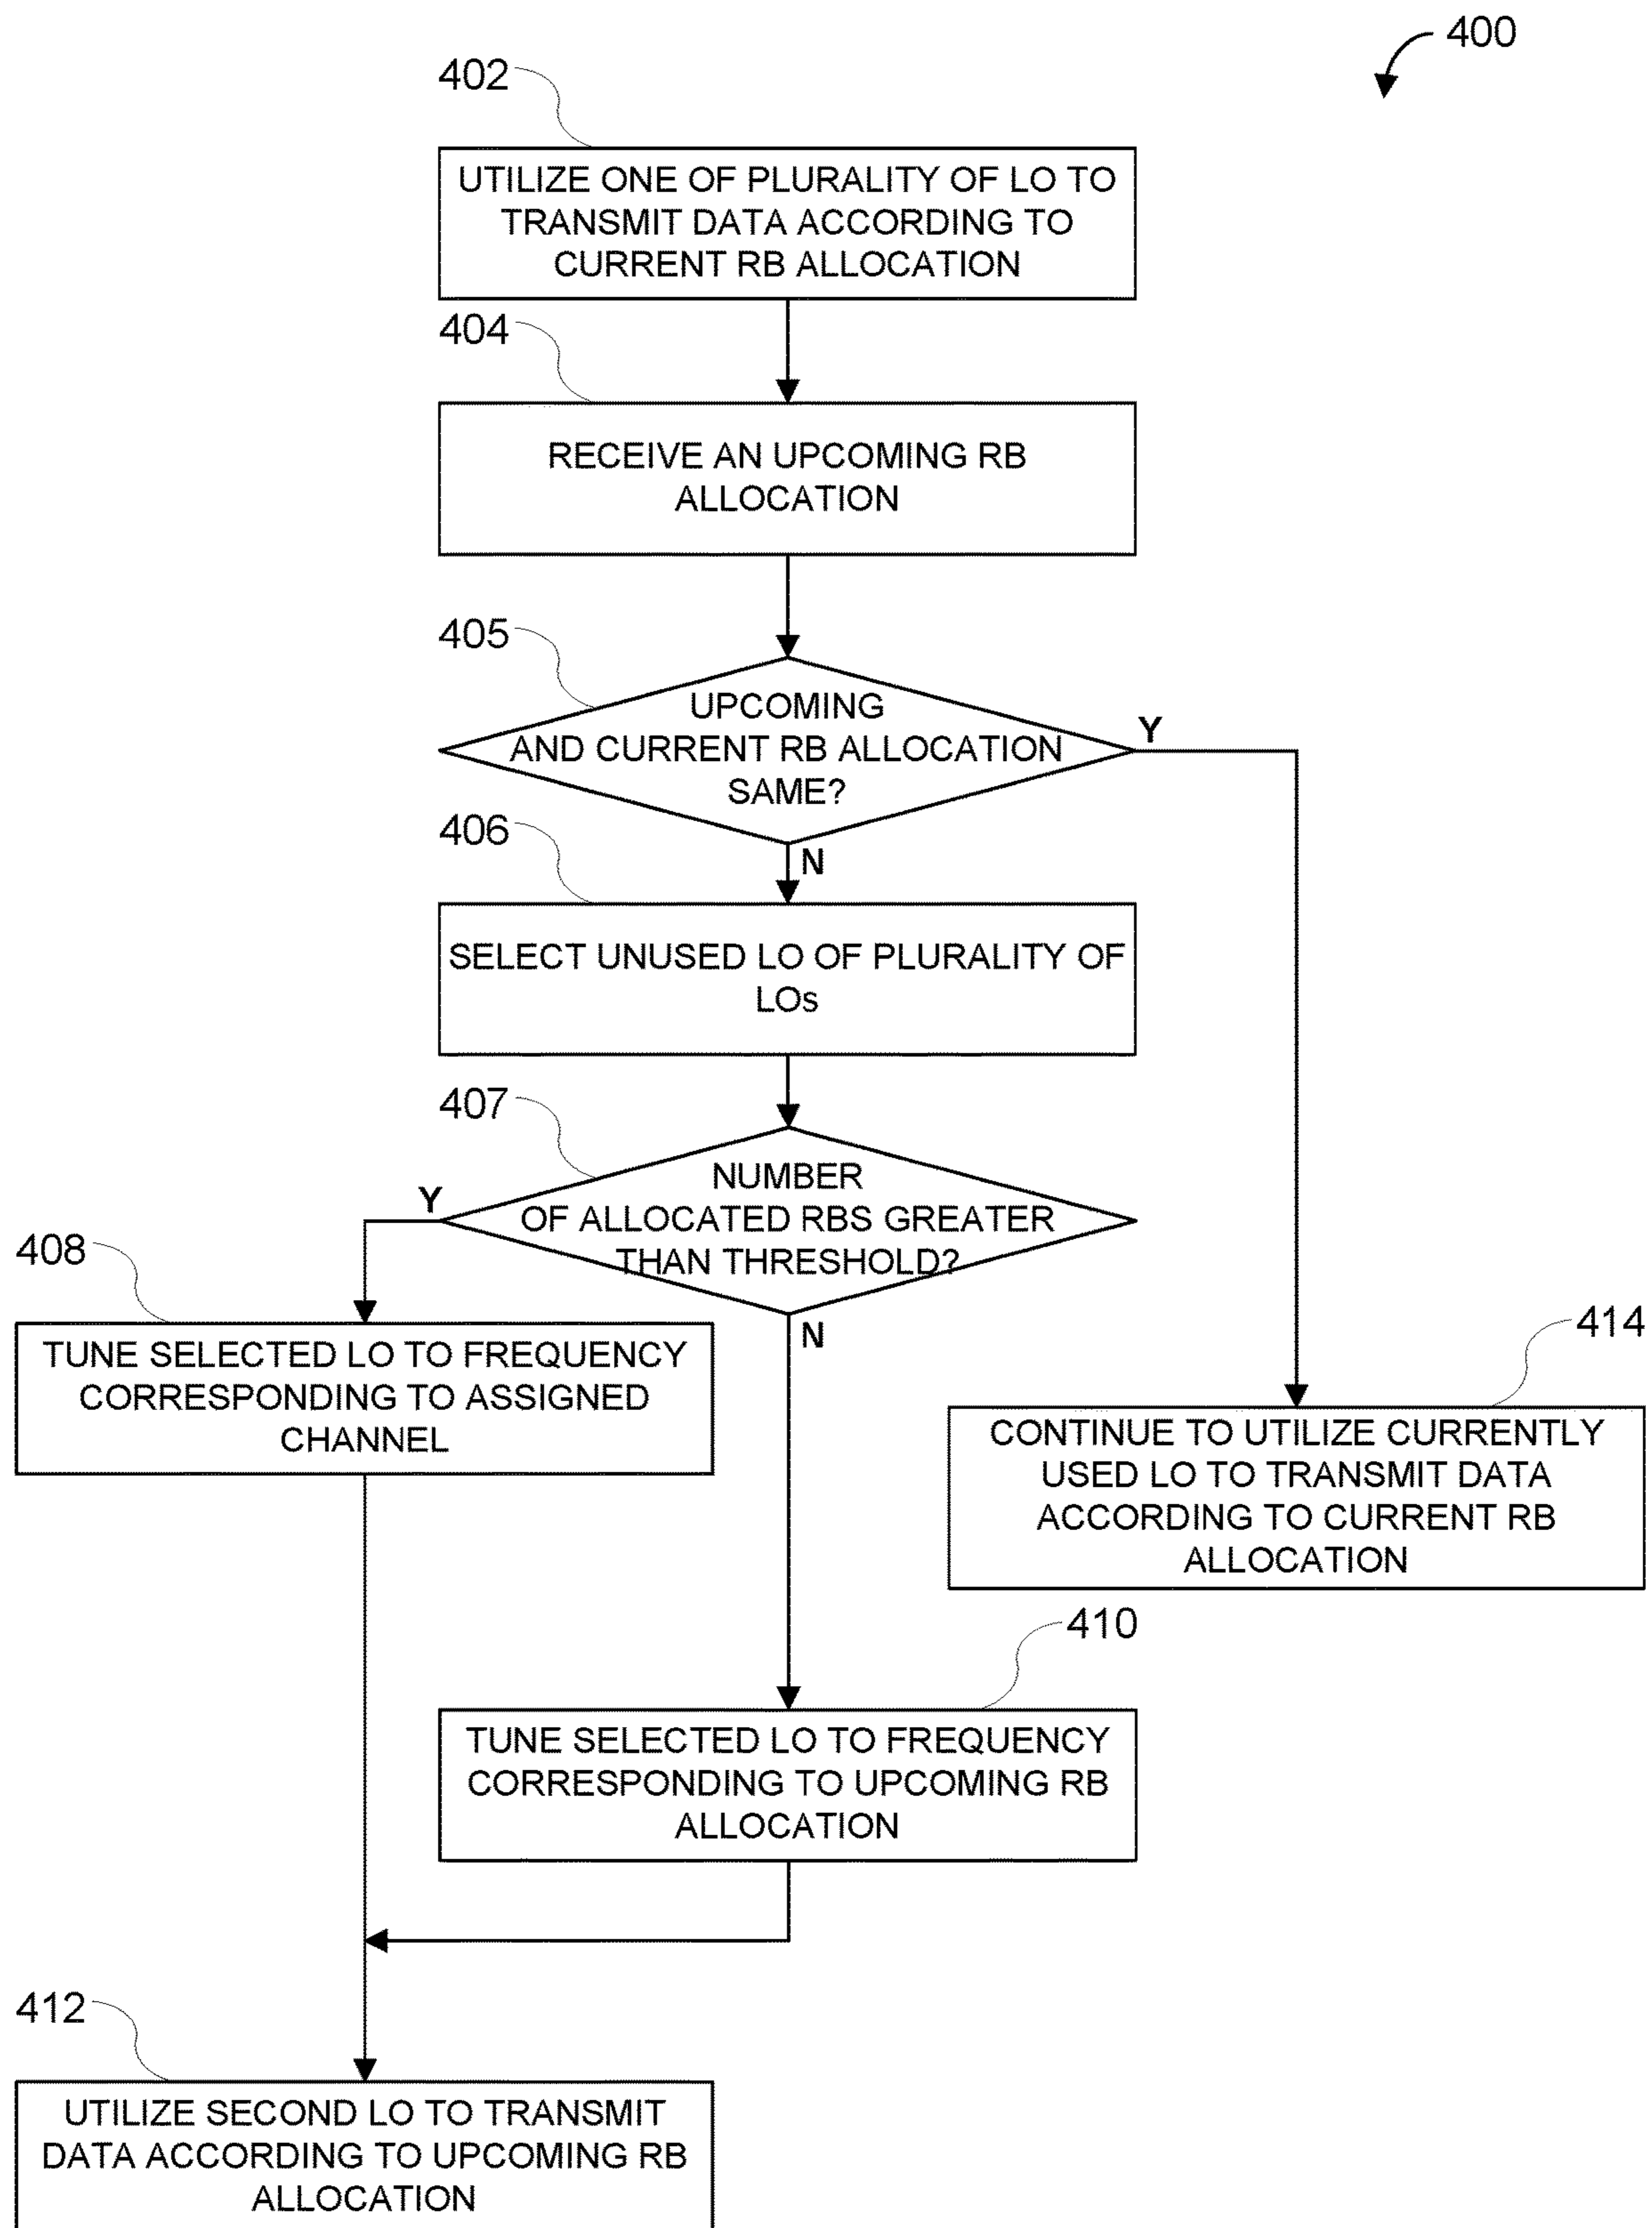 400
402
UTILIZE ONE OF PLURALITY OF LO TO
TRANSMIT DATA ACCORDING TO
CURRENT RB ALLOCATION
404
RECEIVE AN UPCOMING RB
ALLOCATION
405
UPCOMING
AND CURRENT RB ALLOCATION
SAME?
Y
N
406
SELECT UNUSED LO OF PLURALITY OF
LOs
407
NUMBER
OF ALLOCATED RBS GREATER
THAN THRESHOLD?
Y
N
408
TUNE SELECTED LO TO FREQUENCY
CORRESPONDING TO ASSIGNED
CHANNEL
414
CONTINUE TO UTILIZE CURRENTLY
USED LO TO TRANSMIT DATA
ACCORDING TO CURRENT RB
ALLOCATION
410
TUNE SELECTED LO TO FREQUENCY
CORRESPONDING TO UPCOMING RB
ALLOCATION
412
UTILIZE SECOND LO TO TRANSMIT
DATA ACCORDING TO UPCOMING RB
ALLOCATION